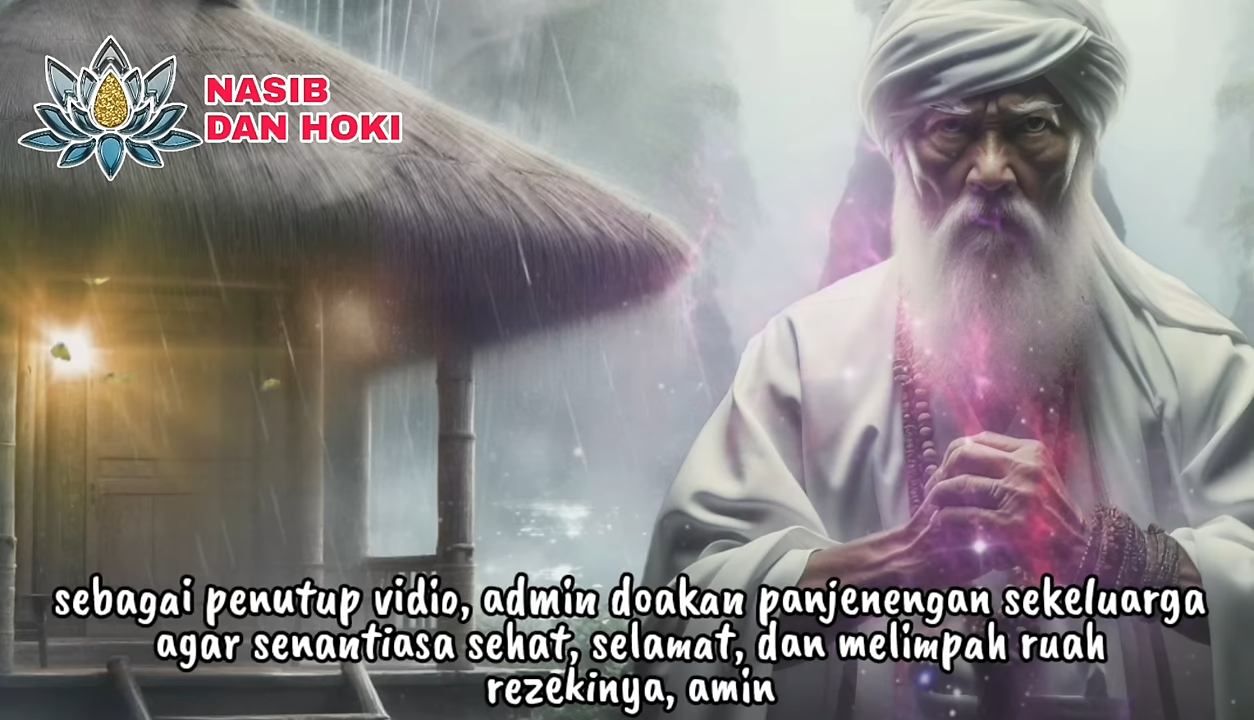 NASIB
DAN HOKI
sebagai penutup vidio, admin doakan panjenengan sekeluarga
agar senantiasa sehat, selamat, dan melimpah ruah
rezekinya, amin